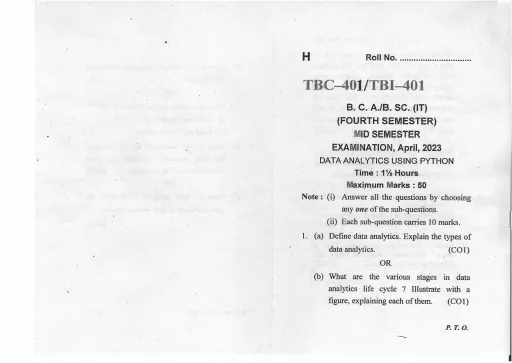 H Roll No. ..............................
TBC–401/TBI–401
B. C. A./B. SC. (IT)
(FOURTH SEMESTER)
MID SEMESTER
EXAMINATION, April, 2023
DATA ANALYTICS USING PYTHON
Time : 1½ Hours
Maximum Marks : 50
Note : (i) Answer all the questions by choosing
any one of the sub-questions.
(ii) Each sub-question carries 10 marks.
1. (a) Define data analytics. Explain the types of
data analytics. (CO1)
OR
(b) What are the various stages in data
analytics life cycle ? Illustrate with a
figure, explaining each of them. (CO1)
P. T. O.